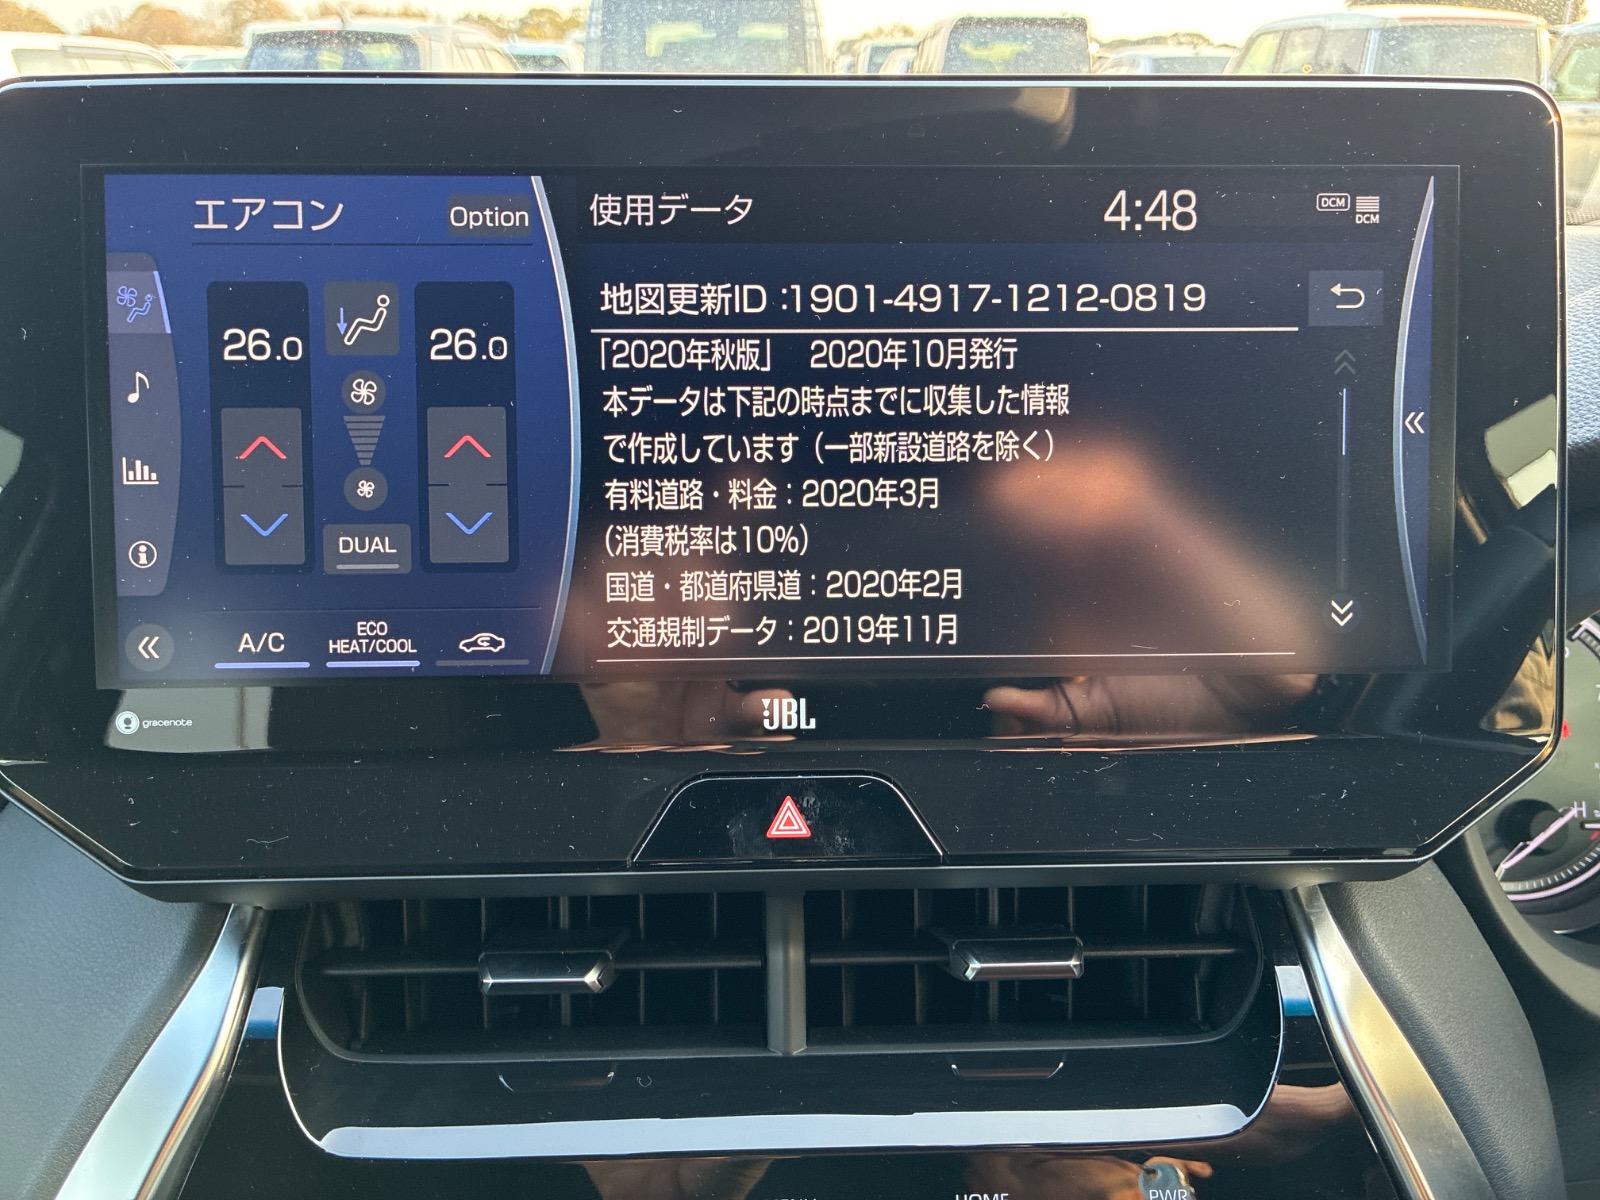 エアコン
Option
使用データ
4:48
DCM
DCM
26.0
26.0
地図更新ID :1901-4917-1212-0819
「2020年秋版」　2020年10月発行
本データは下記の時点までに収集した情報
で作成しています（一部新設道路を除く）
有料道路・料金：2020年3月
(消費税率は10%)
国道・都道府県道：2020年2月
交通規制データ：2019年11月
DUAL
A/C
ECO
HEAT/COOL
gracenote
JBL
H
HOME
PWR